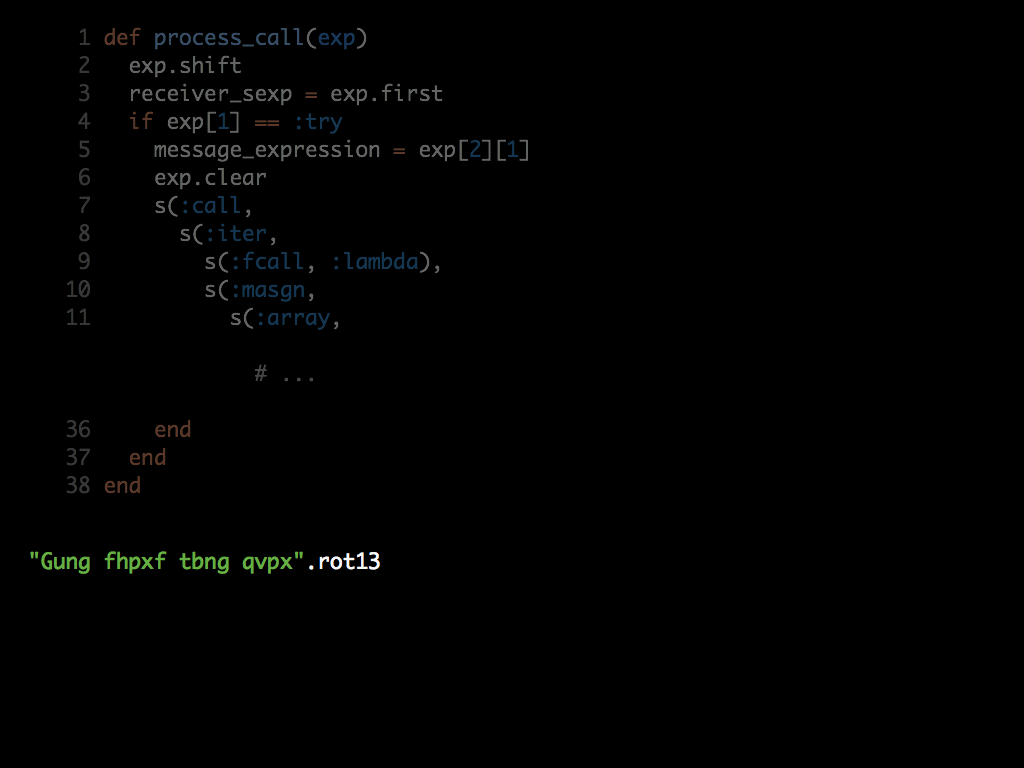 1 def process_call(exp)
2   exp.shift
3   receiver_sexp = exp.first
4   if exp[1] == :try
5     message_expression = exp[2][1]
6     exp.clear
7     s(:call,
8       s(:iter,
9         s(:fcall, :lambda),
10         s(:masgn,
11           s(:array,
# ...
36     end
37   end
38 end
"Gung fhpxf tbng qvpx".rot13